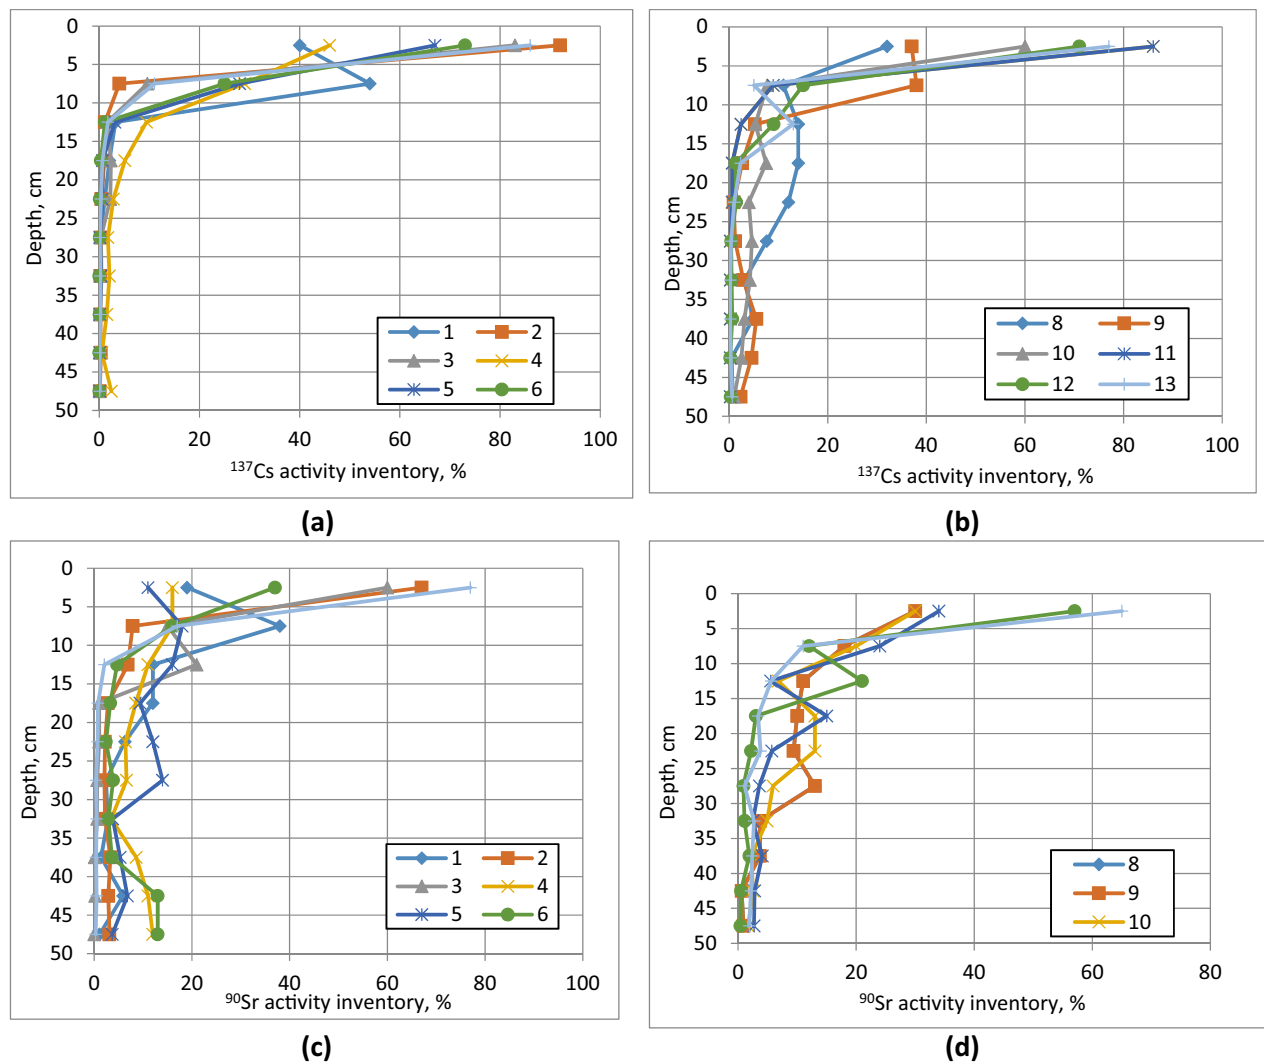 0 5 10 15 20 25 30 35 40 45 50
Depth, cm
0 20 40 60 80 100
¹³⁷Cs activity inventory, %
1 2
3 4
5 6
(a)
0 5 10 15 20 25 30 35 40 45 50
Depth, cm
0 20 40 60 80 100
¹³⁷Cs activity inventory, %
8 9
10 11
12 13
(b)
0 5 10 15 20 25 30 35 40 45 50
Depth, cm
0 20 40 60 80 100
⁹⁰Sr activity inventory, %
1 2
3 4
5 6
(c)
0 5 10 15 20 25 30 35 40 45 50
Depth, cm
0 20 40 60 80
⁹⁰Sr activity inventory, %
8
9
10
(d)